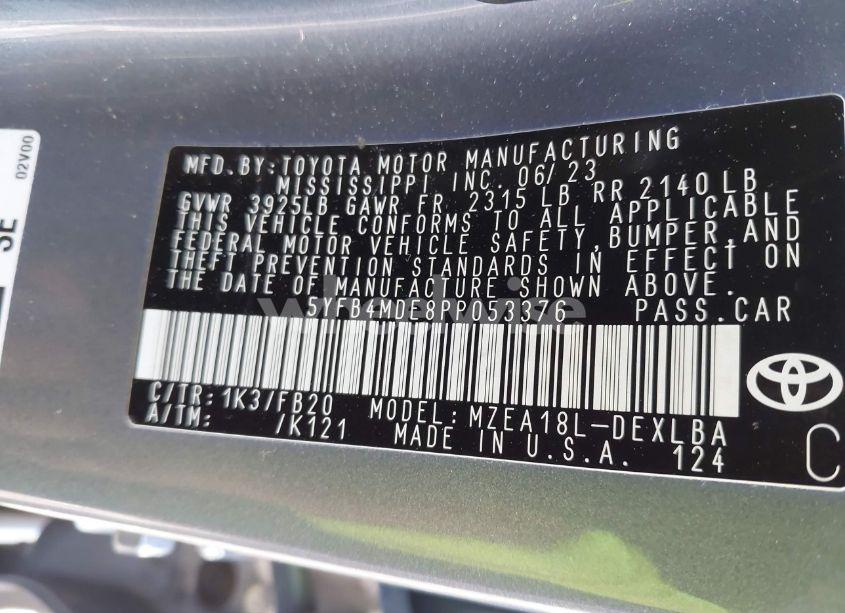 02V00
SE
MFD.BY:TOYOTA MOTOR MANUFACTURING
MISSISSIPPI INC. 06/23
GVWR 3925LB GAWR FR. 2315 LB RR 2140LB
THIS VEHICLE CONFORMS TO ALL APPLICABLE
FEDERAL MOTOR VEHICLE SAFETY,BUMPER,AND
THEFT PREVENTION STANDARDS IN EFFECT ON
THE DATE OF MANUFACTURE SHOWN ABOVE.
PASS.CAR
C/TR: 1K3/FB20 MODEL: MZEA18L-DEXLBA
A/TM: /K121 MADE IN U.S.A. 124
C